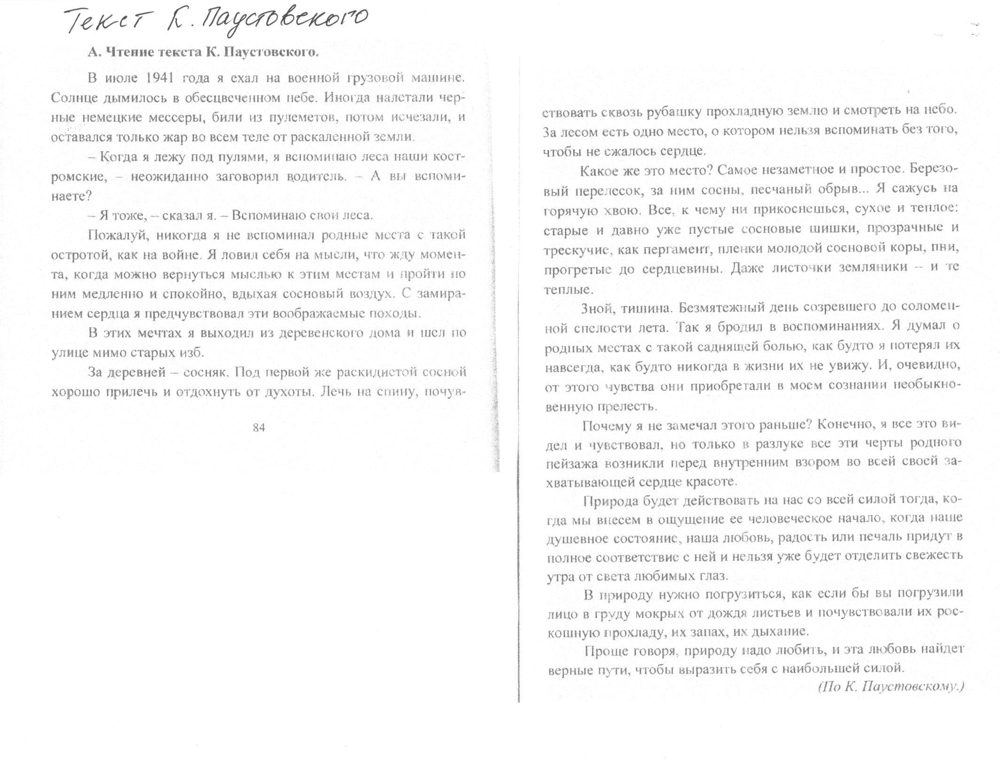 Текст К. Паустовского
А. Чтение текста К. Паустовского.
В июле 1941 года я ехал на военной грузовой машине.
Солнце дымилось в обесцвеченном небе. Иногда налетали чер-
ные немецкие мессеры, били из пулеметов, потом исчезали, и
оставался только жар во всем теле от раскаленной земли.
– Когда я лежу под пулями, я вспоминаю леса наши кост-
ромские, – неожиданно заговорил водитель. – А вы вспоми-
наете?
– Я тоже, – сказал я. – Вспоминаю свои леса.
Пожалуй, никогда я не вспоминал родные места с такой
остротой, как на войне. Я ловил себя на мысли, что жду момен-
та, когда можно вернуться мыслью к этим местам и пройти по
ним медленно и спокойно, вдыхая сосновый воздух. С замира-
нием сердца я предчувствовал эти воображаемые походы.
В этих мечтах я выходил из деревенского дома и шел по
улице мимо старых изб.
За деревней – сосняк. Под первой же раскидистой сосной
хорошо прилечь и отдохнуть от духоты. Лечь на спину, почув-
84
ствовать сквозь рубашку прохладную землю и смотреть на небо.
За лесом есть одно место, о котором нельзя вспоминать без того,
чтобы не сжалось сердце.
Какое же это место? Самое незаметное и простое. Березо-
вый перелесок, за ним сосны, песчаный обрыв... Я сажусь на
горячую хвою. Все, к чему ни прикоснешься, сухое и теплое:
старые и давно уже пустые сосновые шишки, прозрачные и
трескучие, как пергамент, пленки молодой сосновой коры, пни,
прогретые до сердцевины. Даже листочки земляники – и те
теплые.
Зной, тишина. Безмятежный день созревшего до соломен-
ной спелости лета. Так я бродил в воспоминаниях. Я думал о
родных местах с такой саднящей болью, как будто я потерял их
навсегда, как будто никогда в жизни их не увижу. И, очевидно,
от этого чувства они приобретали в моем сознании необыкно-
венную прелесть.
Почему я не замечал этого раньше? Конечно, я все это ви-
дел и чувствовал, но только в разлуке все эти черты родного
пейзажа возникли перед внутренним взором во всей своей за-
хватывающей сердце красоте.
Природа будет действовать на нас со всей силой тогда, ко-
гда мы внесем в ощущение ее человеческое начало, когда наше
душевное состояние, наша любовь, радость или печаль придут в
полное соответствие с ней и нельзя уже будет отделить свежесть
утра от света любимых глаз.
В природу нужно погрузиться, как если бы вы погрузили
лицо в груду мокрых от дождя листьев и почувствовали их рос-
кошную прохладу, их запах, их дыхание.
Проще говоря, природу надо любить, и эта любовь найдет
верные пути, чтобы выразить себя с наибольшей силой.
(По К. Паустовскому.)